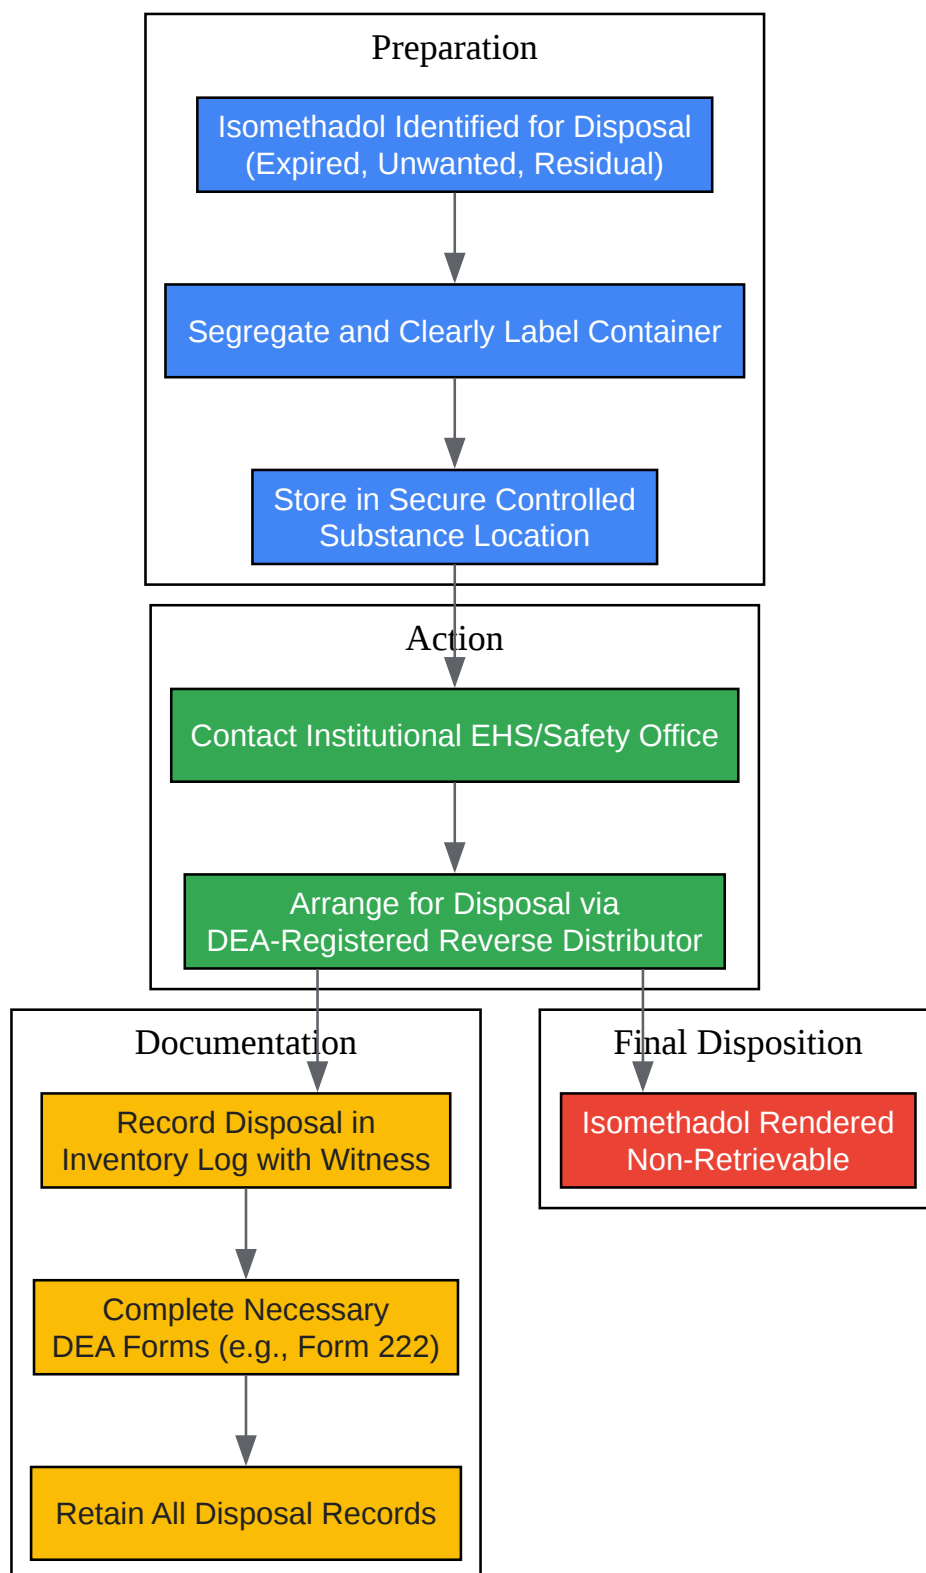 Preparation
Isomethadol Identified for Disposal
(Expired, Unwanted, Residual)
Segregate and Clearly Label Container
Store in Secure Controlled
Substance Location
Action
Contact Institutional EHS/Safety Office
Arrange for Disposal via
DEA-Registered Reverse Distributor
Documentation
Record Disposal in
Inventory Log with Witness
Complete Necessary
DEA Forms (e.g., Form 222)
Retain All Disposal Records
Final Disposition
Isomethadol Rendered
Non-Retrievable